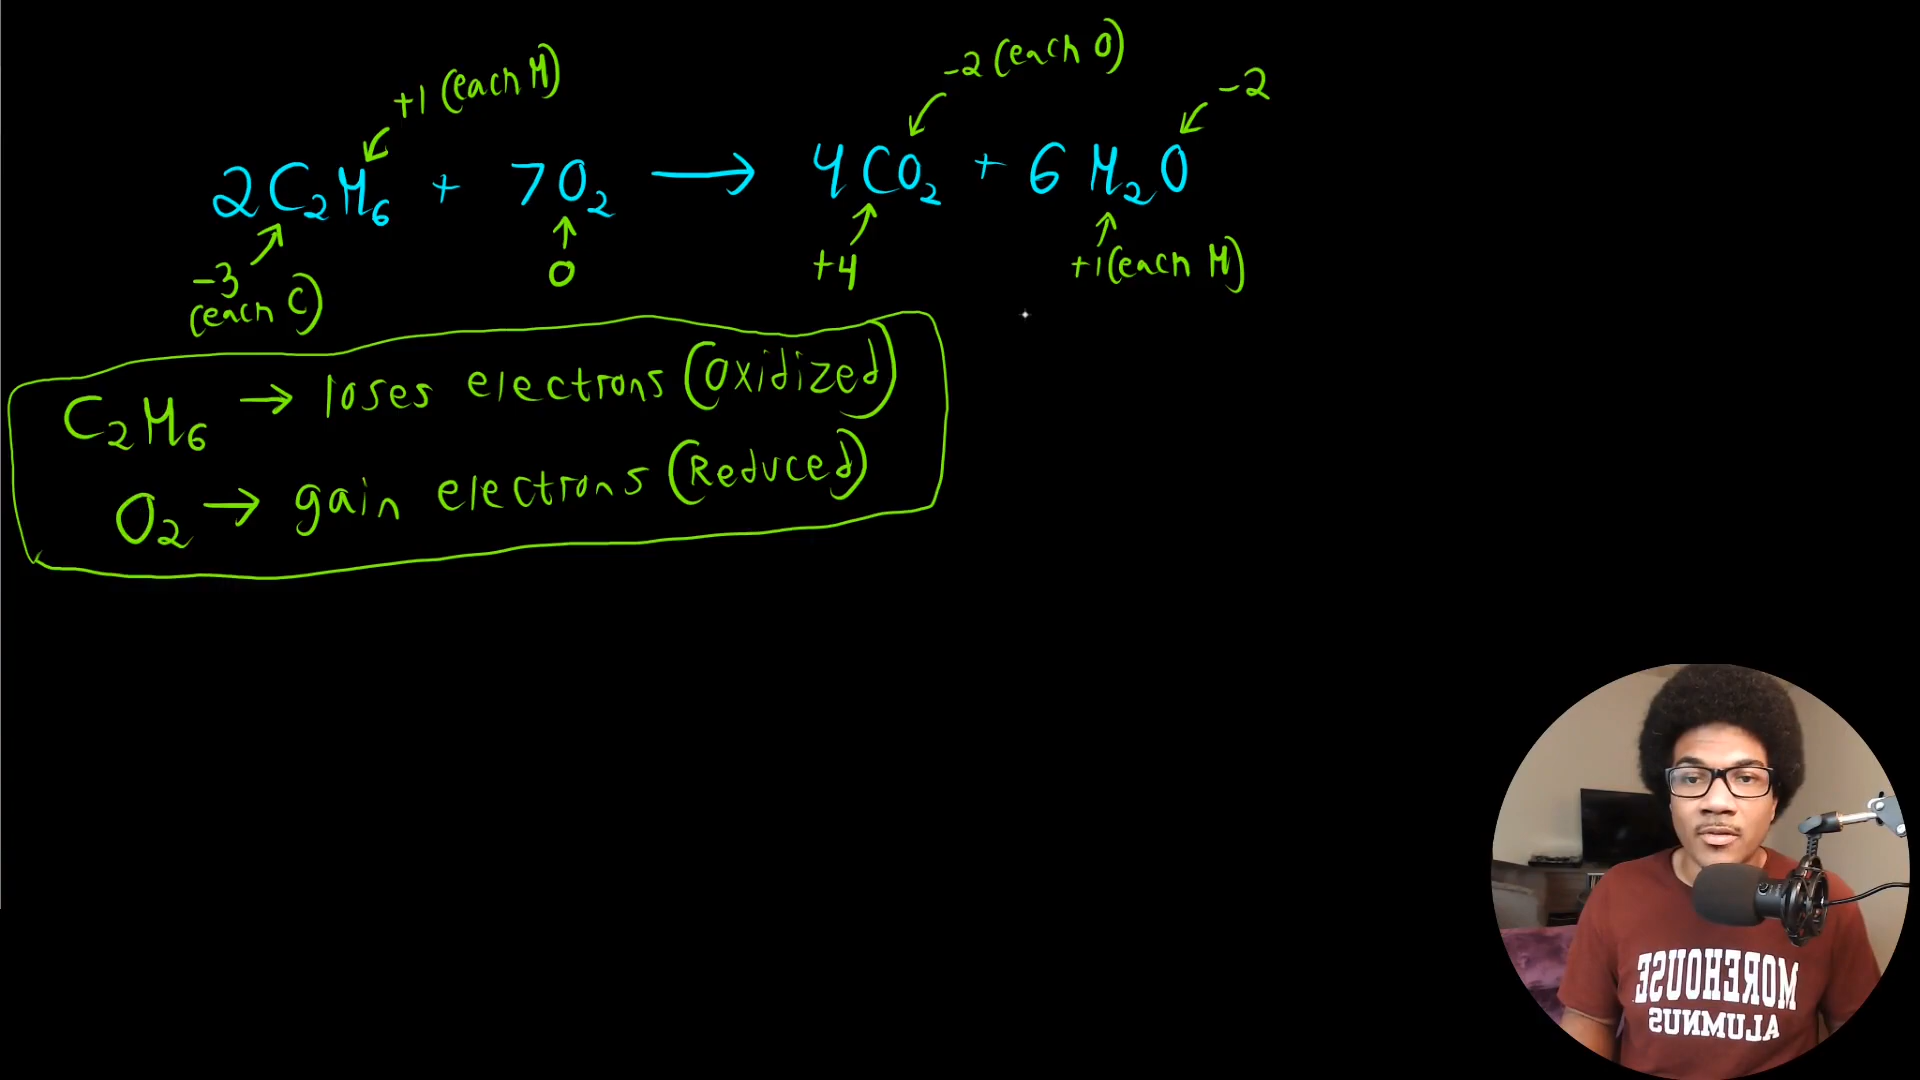 +1 (each H)
-2 (each O)
-2
2C₂H₆ + 7O₂ → 4CO₂ + 6H₂O
-3
(each C)
0
+4
+1 (each H)
C₂H₆ → loses electrons (Oxidized)
O₂ → gain electrons (Reduced)
MOREHOUSE
ALUMNUS